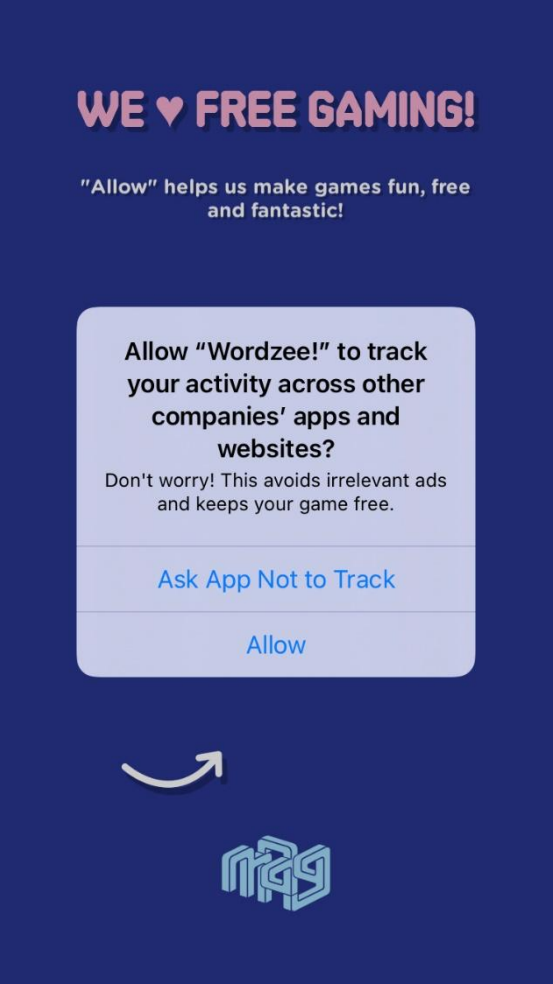 WE ♥ FREE GAMING!
"Allow" helps us make games fun, free
and fantastic!
Allow “Wordzee!” to track
your activity across other
companies’ apps and
websites?
Don't worry! This avoids irrelevant ads
and keeps your game free.
Ask App Not to Track
Allow
mag